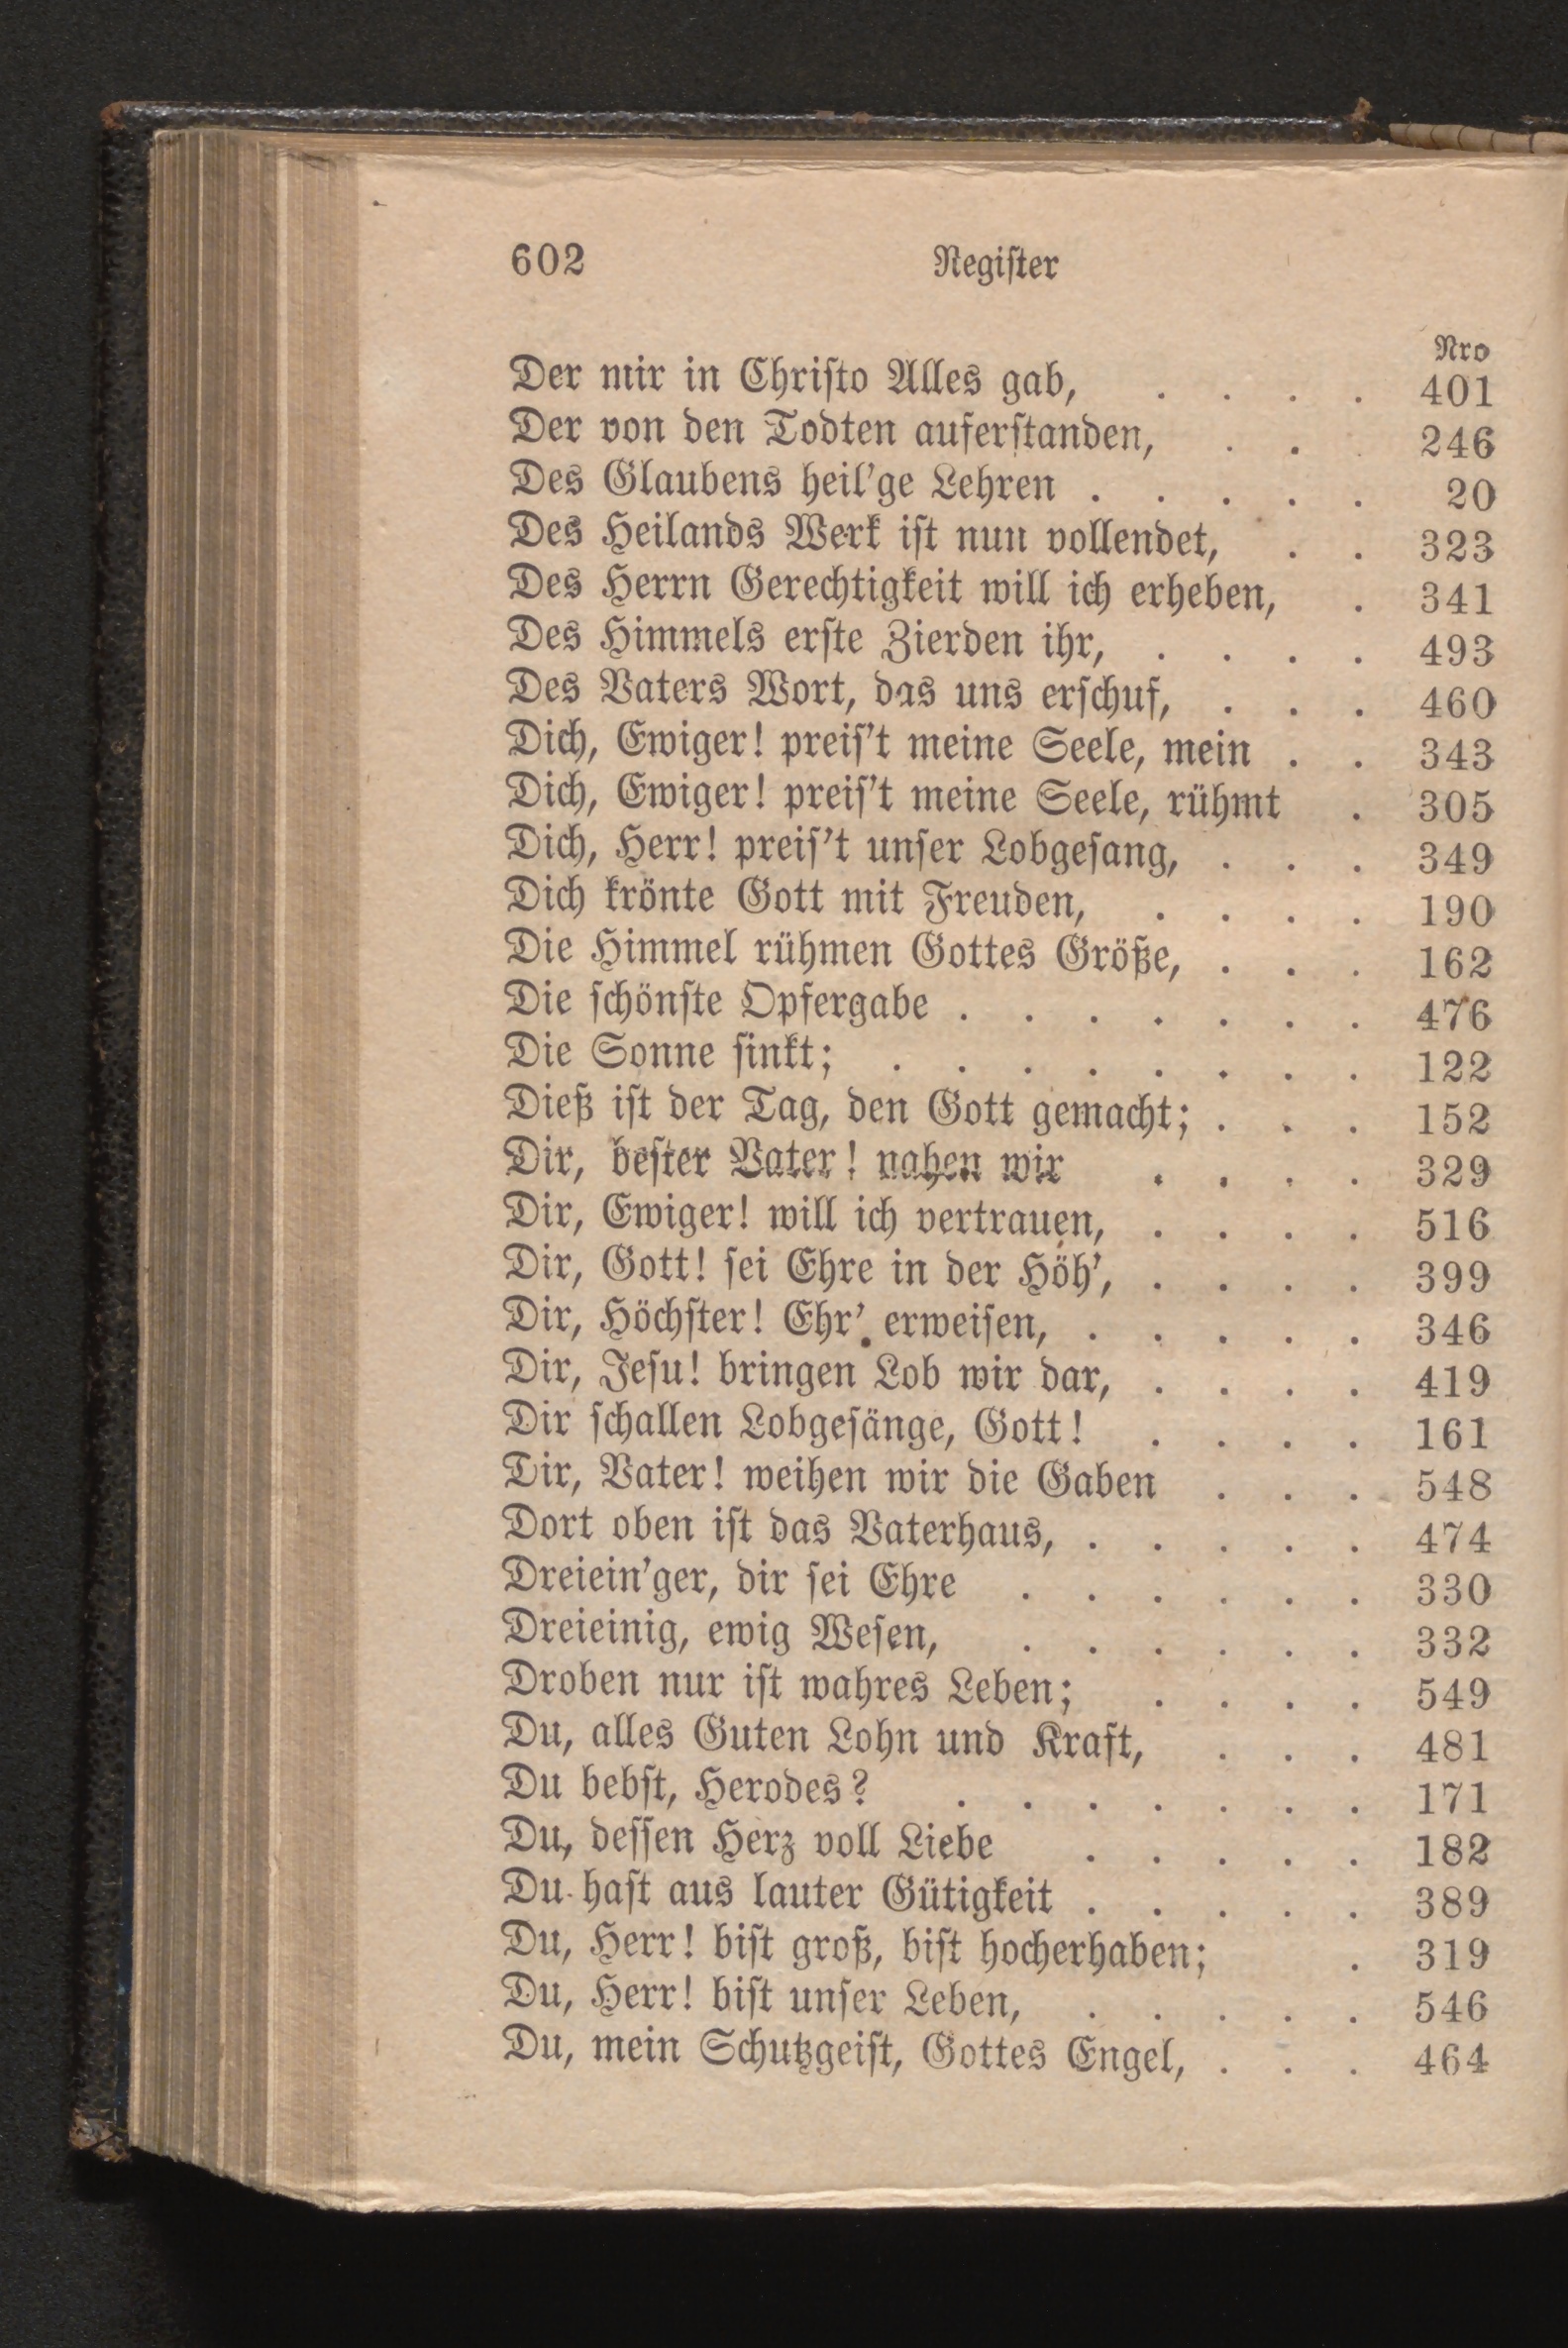 602 Regiſter
Nro
Der mir in Chriſto Alles gab, . . . . 401
Der von den Todten auferſtanden, . . . 246
Des Glaubens heil'ge Lehren . . . . . 20
Des Heilands Werk iſt nun vollendet, . . 323
Des Herrn Gerechtigkeit will ich erheben, . 341
Des Himmels erſte Zierden ihr, . . . . 493
Des Vaters Wort, das uns erſchuf, . . . 460
Dich, Ewiger! preiſ't meine Seele, mein . . 343
Dich, Ewiger! preiſ't meine Seele, rühmt . 305
Dich, Herr! preiſ't unſer Lobgeſang, . . . 349
Dich krönte Gott mit Freuden, . . . . 190
Die Himmel rühmen Gottes Größe, . . . 162
Die ſchönſte Opfergabe . . . . . . . 476
Die Sonne ſinkt; . . . . . . . . 122
Dieß iſt der Tag, den Gott gemacht; . . . 152
Dir, beſter Vater! nahen wir . . . . 329
Dir, Ewiger! will ich vertrauen, . . . . 516
Dir, Gott! ſei Ehre in der Höh', . . . . 399
Dir, Höchſter! Ehr' erweiſen, . . . . . 346
Dir, Jeſu! bringen Lob wir dar, . . . . 419
Dir ſchallen Lobgeſänge, Gott! . . . . 161
Dir, Vater! weihen wir die Gaben . . . 548
Dort oben iſt das Vaterhaus, . . . . . 474
Dreiein'ger, dir ſei Ehre . . . . . . 330
Dreieinig, ewig Weſen, . . . . . . 332
Droben nur iſt wahres Leben; . . . . 549
Du, alles Guten Lohn und Kraft, . . . 481
Du bebſt, Herodes? . . . . . . . 171
Du, deſſen Herz voll Liebe . . . . . 182
Du haſt aus lauter Gütigkeit . . . . . 389
Du, Herr! biſt groß, biſt hocherhaben; . 319
Du, Herr! biſt unſer Leben, . . . . . 546
Du, mein Schutzgeiſt, Gottes Engel, . . . 464